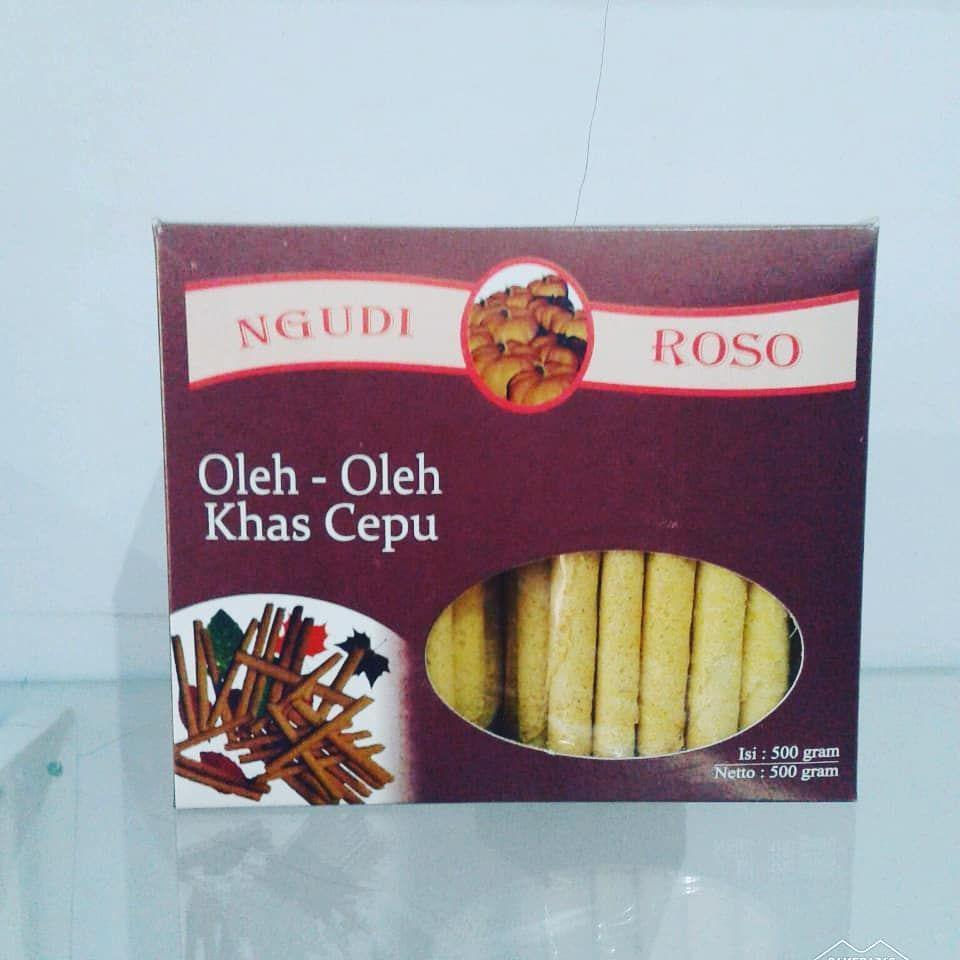 NGUDI ROSO
Oleh - Oleh
Khas Cepu
Isi : 500 gram
Netto : 500 gram